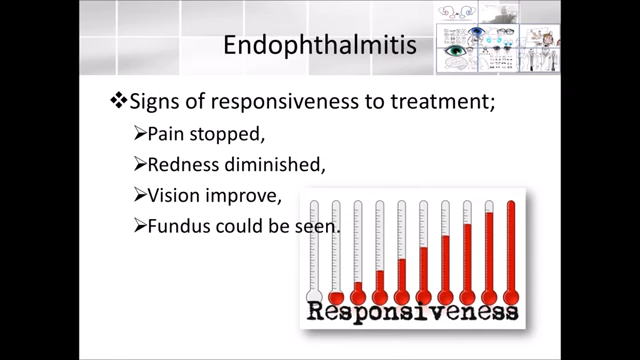 Endophthalmitis
❖Signs of responsiveness to treatment;
➢Pain stopped,
➢Redness diminished,
➢Vision improve,
➢Fundus could be seen.
Responsiveness